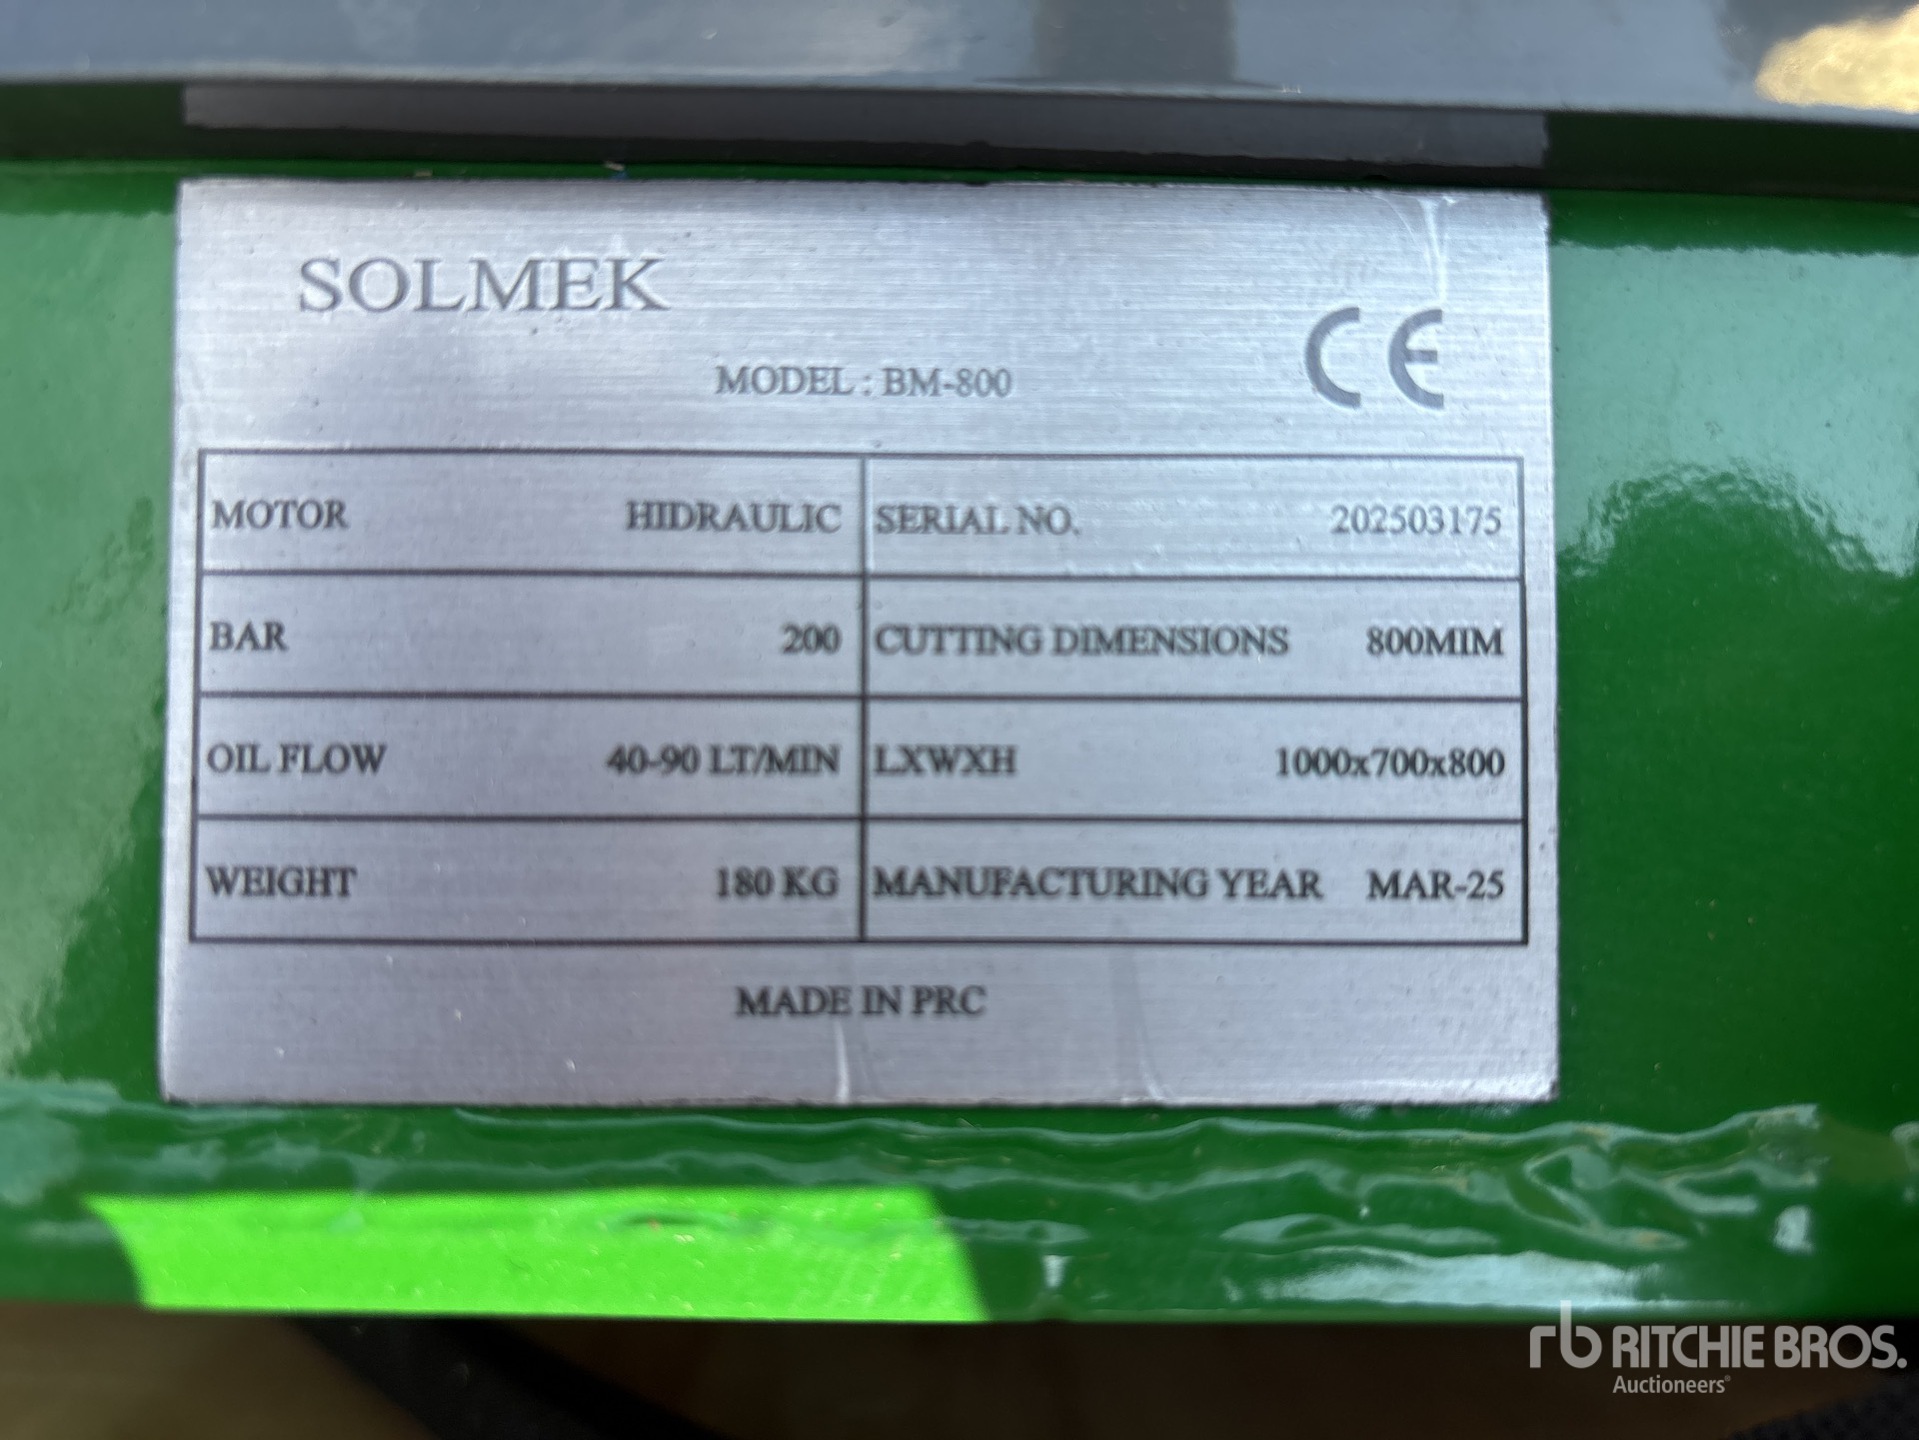 SOLMEK
CE
MODEL : BM-800
MOTOR HIDRAULIC SERIAL NO. 202503175
BAR 200 CUTTING DIMENSIONS 800MIM
OIL FLOW 40-90 LT/MIN LXWXH 1000x700x800
WEIGHT 180 KG MANUFACTURING YEAR MAR-25
MADE IN PRC
rb RITCHIE BROS.
Auctioneers®